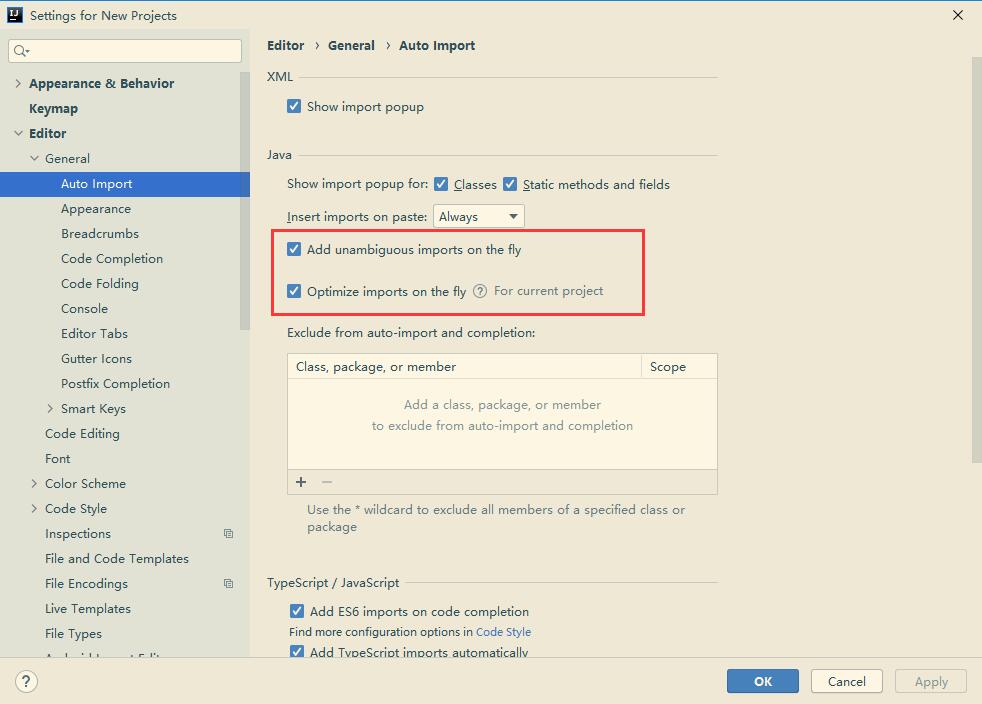 Settings for New Projects
Appearance & Behavior
Keymap
Editor
General
Auto Import
Appearance
Breadcrumbs
Code Completion
Code Folding
Console
Editor Tabs
Gutter Icons
Postfix Completion
Smart Keys
Code Editing
Font
Color Scheme
Code Style
Inspections
File and Code Templates
File Encodings
Live Templates
File Types
Editor › General › Auto Import
XML
Show import popup
Java
Show import popup for: Classes Static methods and fields
Insert imports on paste: Always
Add unambiguous imports on the fly
Optimize imports on the fly ? For current project
Exclude from auto-import and completion:
Class, package, or member Scope
Add a class, package, or member
to exclude from auto-import and completion
Use the * wildcard to exclude all members of a specified class or
package
TypeScript / JavaScript
Add ES6 imports on code completion
Find more configuration options in Code Style
Add TypeScript imports automatically
? OK Cancel Apply